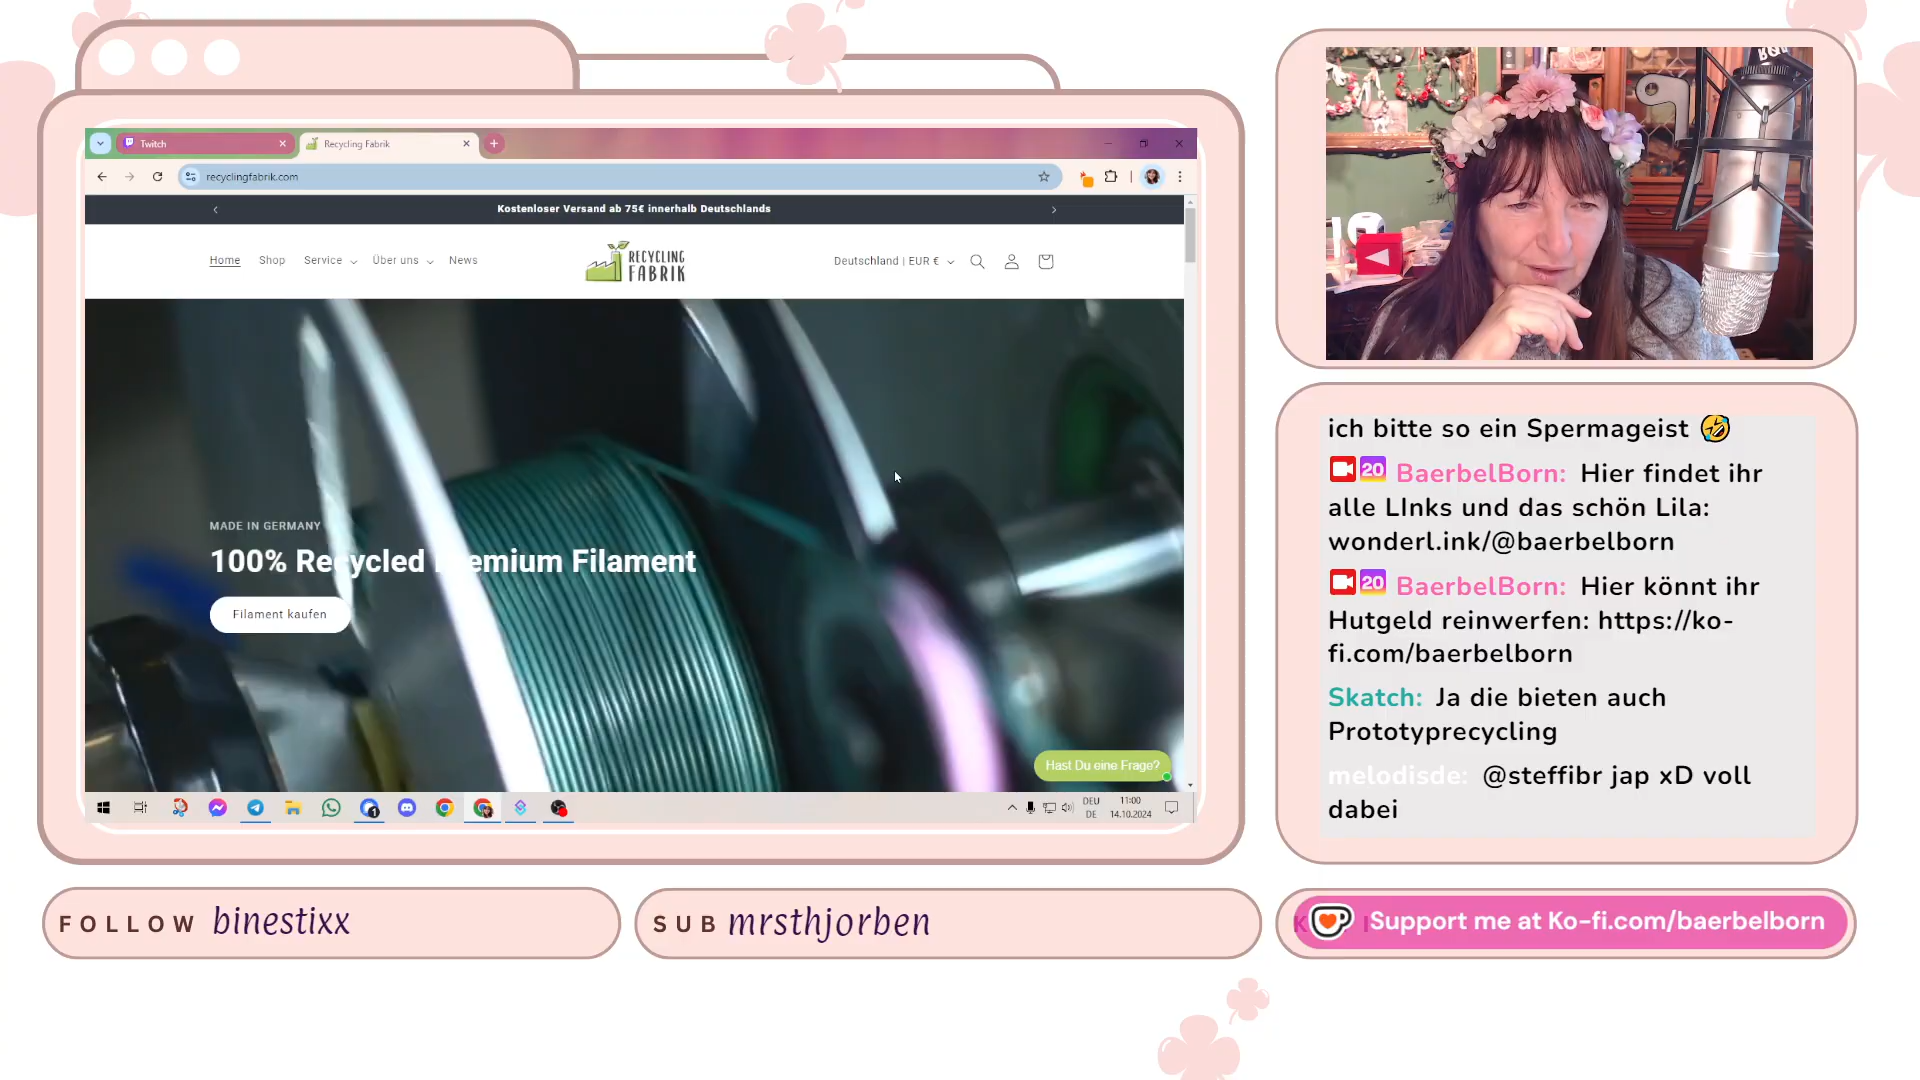 Twitch
Recycling Fabrik
recyclingfabrik.com
Kostenloser Versand ab 75€ innerhalb Deutschlands
Home
Shop
Service
Über uns
News
RECYCLING
FABRIK
Deutschland | EUR €
MADE IN GERMANY
100% Recycled Premium Filament
Filament kaufen
Hast Du eine Frage?
DEU
DE
11:00
14.10.2024
ich bitte so ein Spermageist 🤣
20 BaerbelBorn: Hier findet ihr
alle LInks und das schön Lila:
wonderl.ink/@baerbelborn
20 BaerbelBorn: Hier könnt ihr
Hutgeld reinwerfen: https://ko-
fi.com/baerbelborn
Skatch: Ja die bieten auch
Prototyprecycling
melodisde: @steffibr jap xD voll
dabei
FOLLOW binestixx
SUB mrsthjorben
Support me at Ko-fi.com/baerbelborn